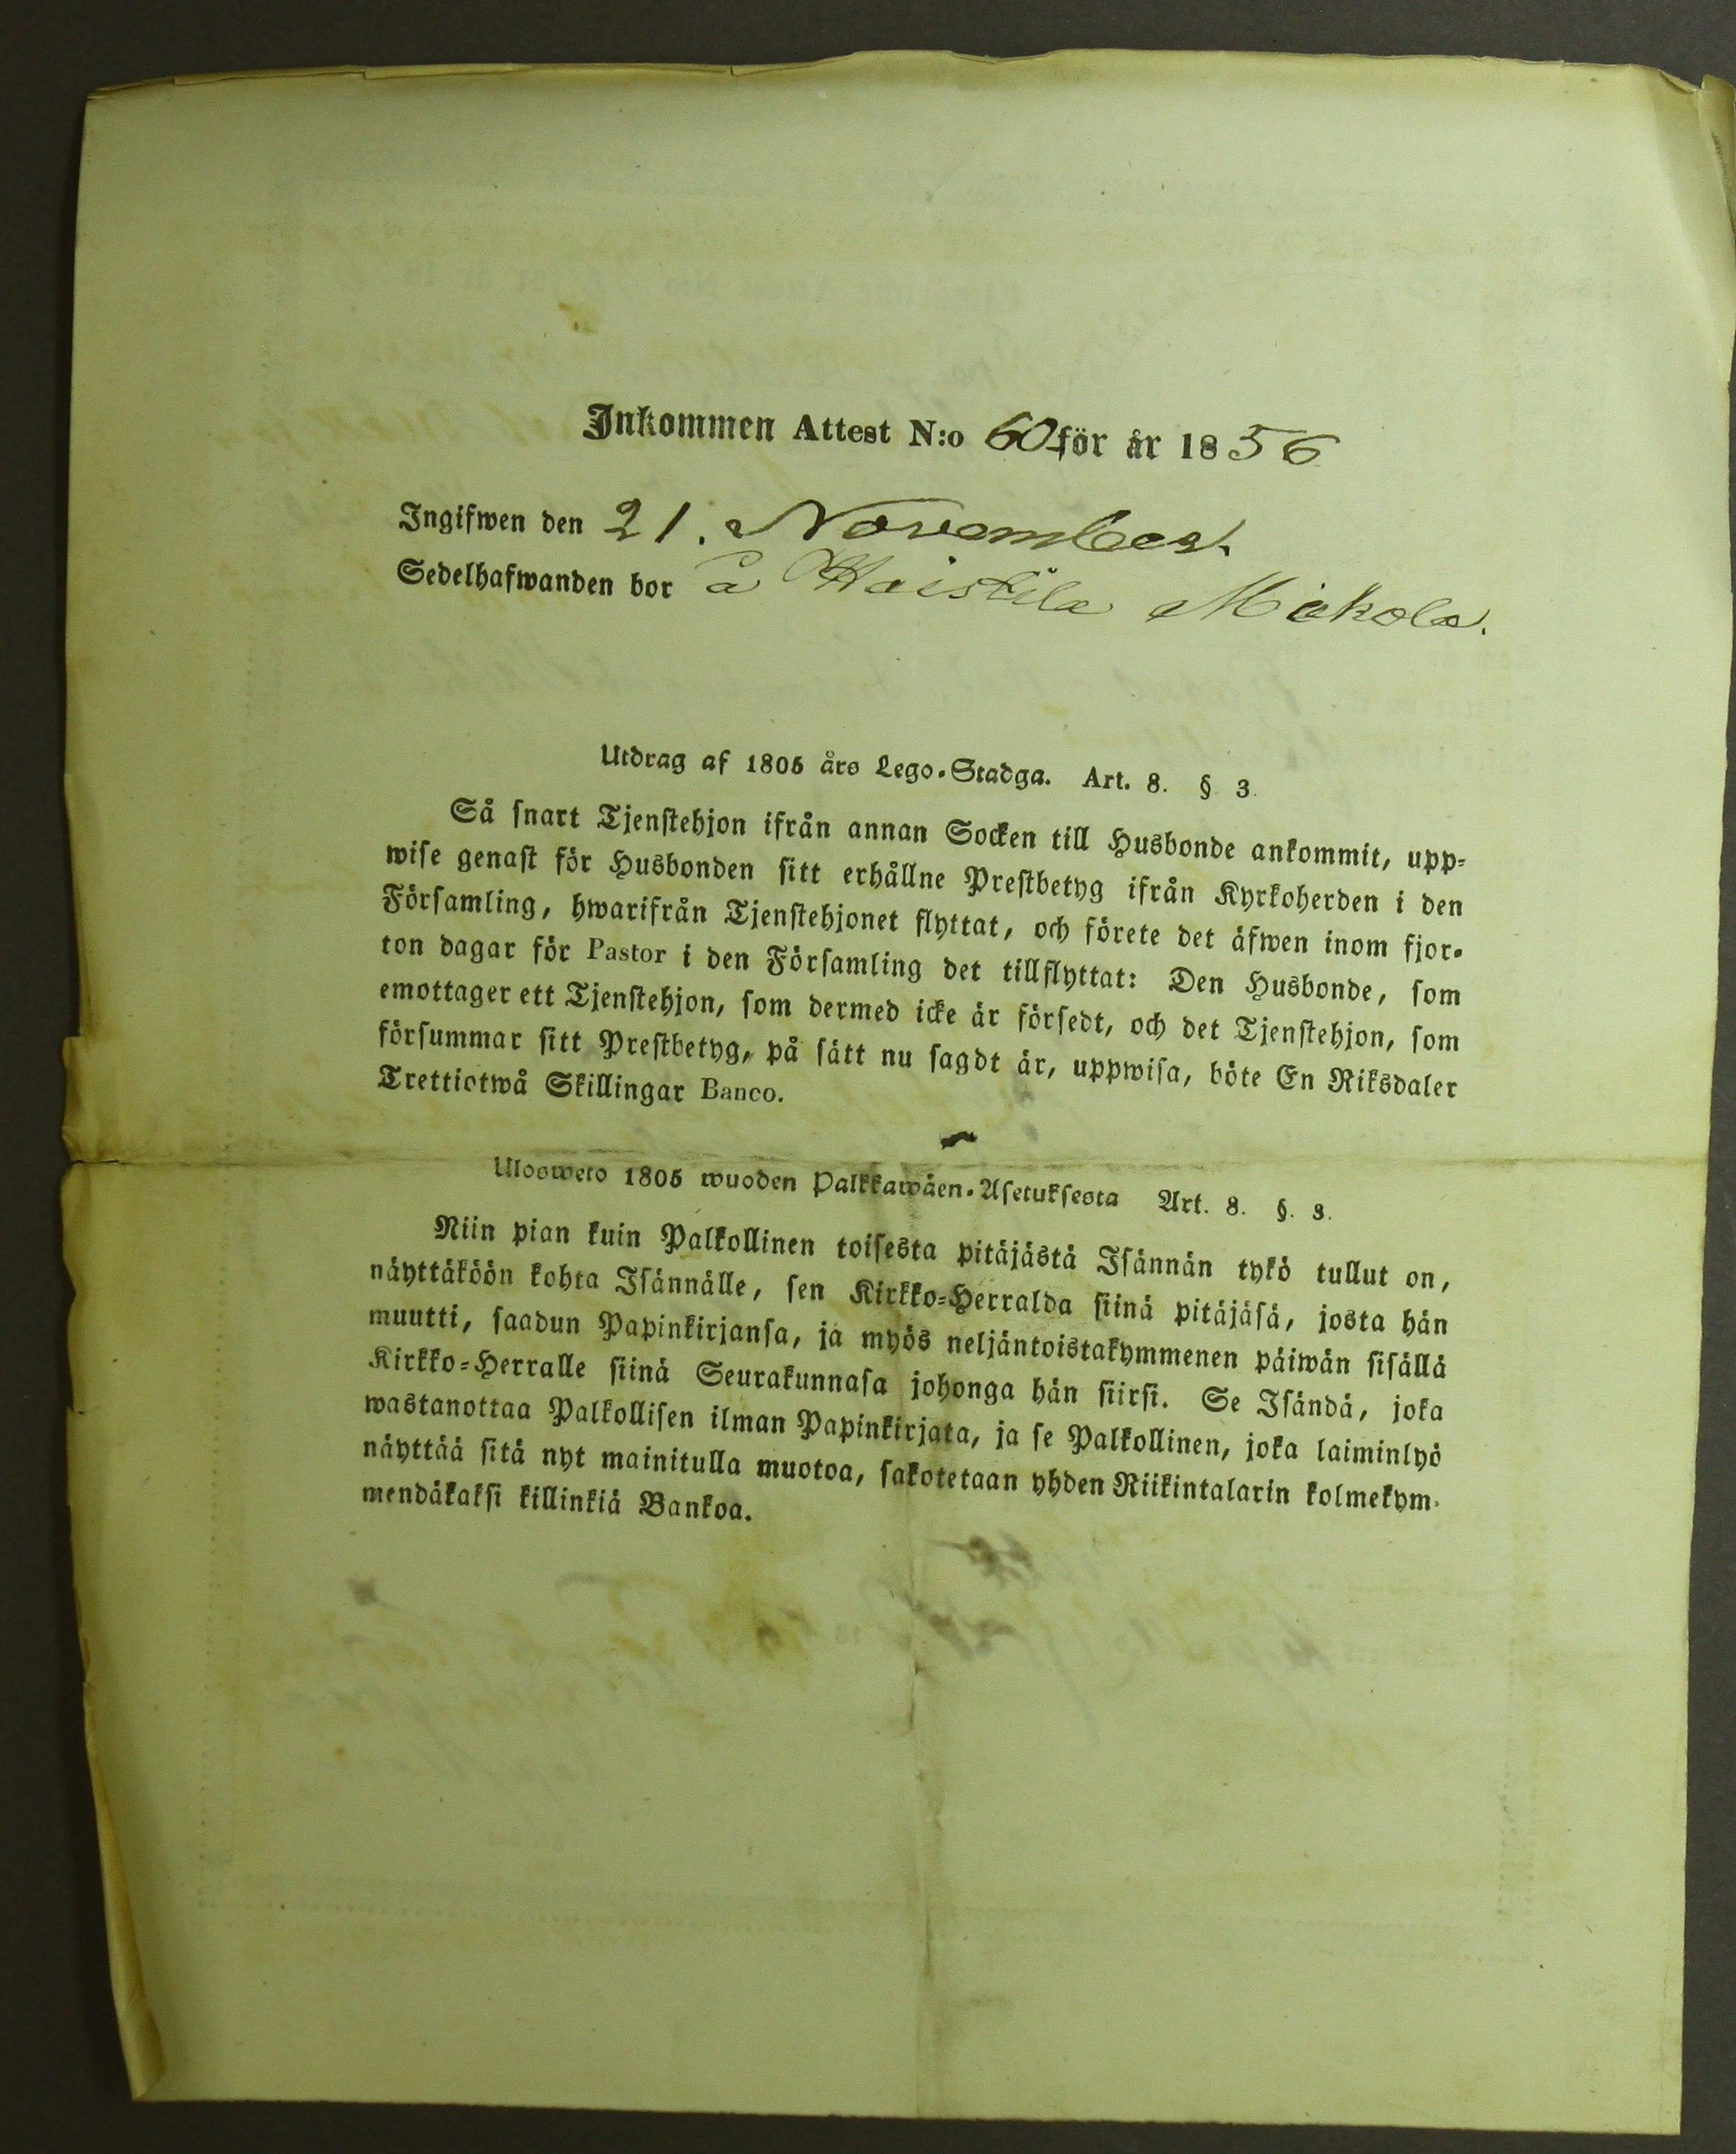 Inkommen Attest N:o 60 för år 1856
Ingifwen den 21. November.
Sedelhafwanden bor å Haistila Mickola.
Utdrag af 1805 års Lego-Stadga. Art. 8. § 3.
Så snart Tjenstehjon ifrån annan Socken till Husbonde ankommit, upp-
wise genast för Husbonden sitt erhållne Prestbetyg ifrån Kyrkoherden i den
Församling, hwarifrån Tjenstehjonet flyttat, och förete det äfwen inom fjor-
ton dagar för Pastor i den Församling det tillflyttat: Den Husbonde, som
emottager ett Tjenstehjon, som dermed icke är försedt, och det Tjenstehjon, som
försummar sitt Prestbetyg, på sätt nu sagdt är, uppwisa, böte En Riksdaler
Trettiotwå Skillingar Banco.
Ulosweto 1805 wuoden Palkkawäen-Asetuksesta Art. 8. §. 3.
Niin pian kuin Palkollinen toisesta pitäjästä Isännän tykö tullut on,
näyttäköön kohta Isännälle, sen Kirkko-Herralda siinä pitäjäsä, josta hän
muutti, saadun Papinkirjansa, ja myös neljäntoistakymmenen päiwän sisällä
Kirkko-Herralle siinä Seurakunnasa johonga hän siirsi. Se Isändä, joka
wastanottaa Palkollisen ilman Papinkirjata, ja se Palkollinen, joka laiminlyö
näyttää sitä nyt mainitulla muotoa, sakotetaan yhden Riikintalarin kolmekym-
mendäkaksi killinkiä Bankoa.